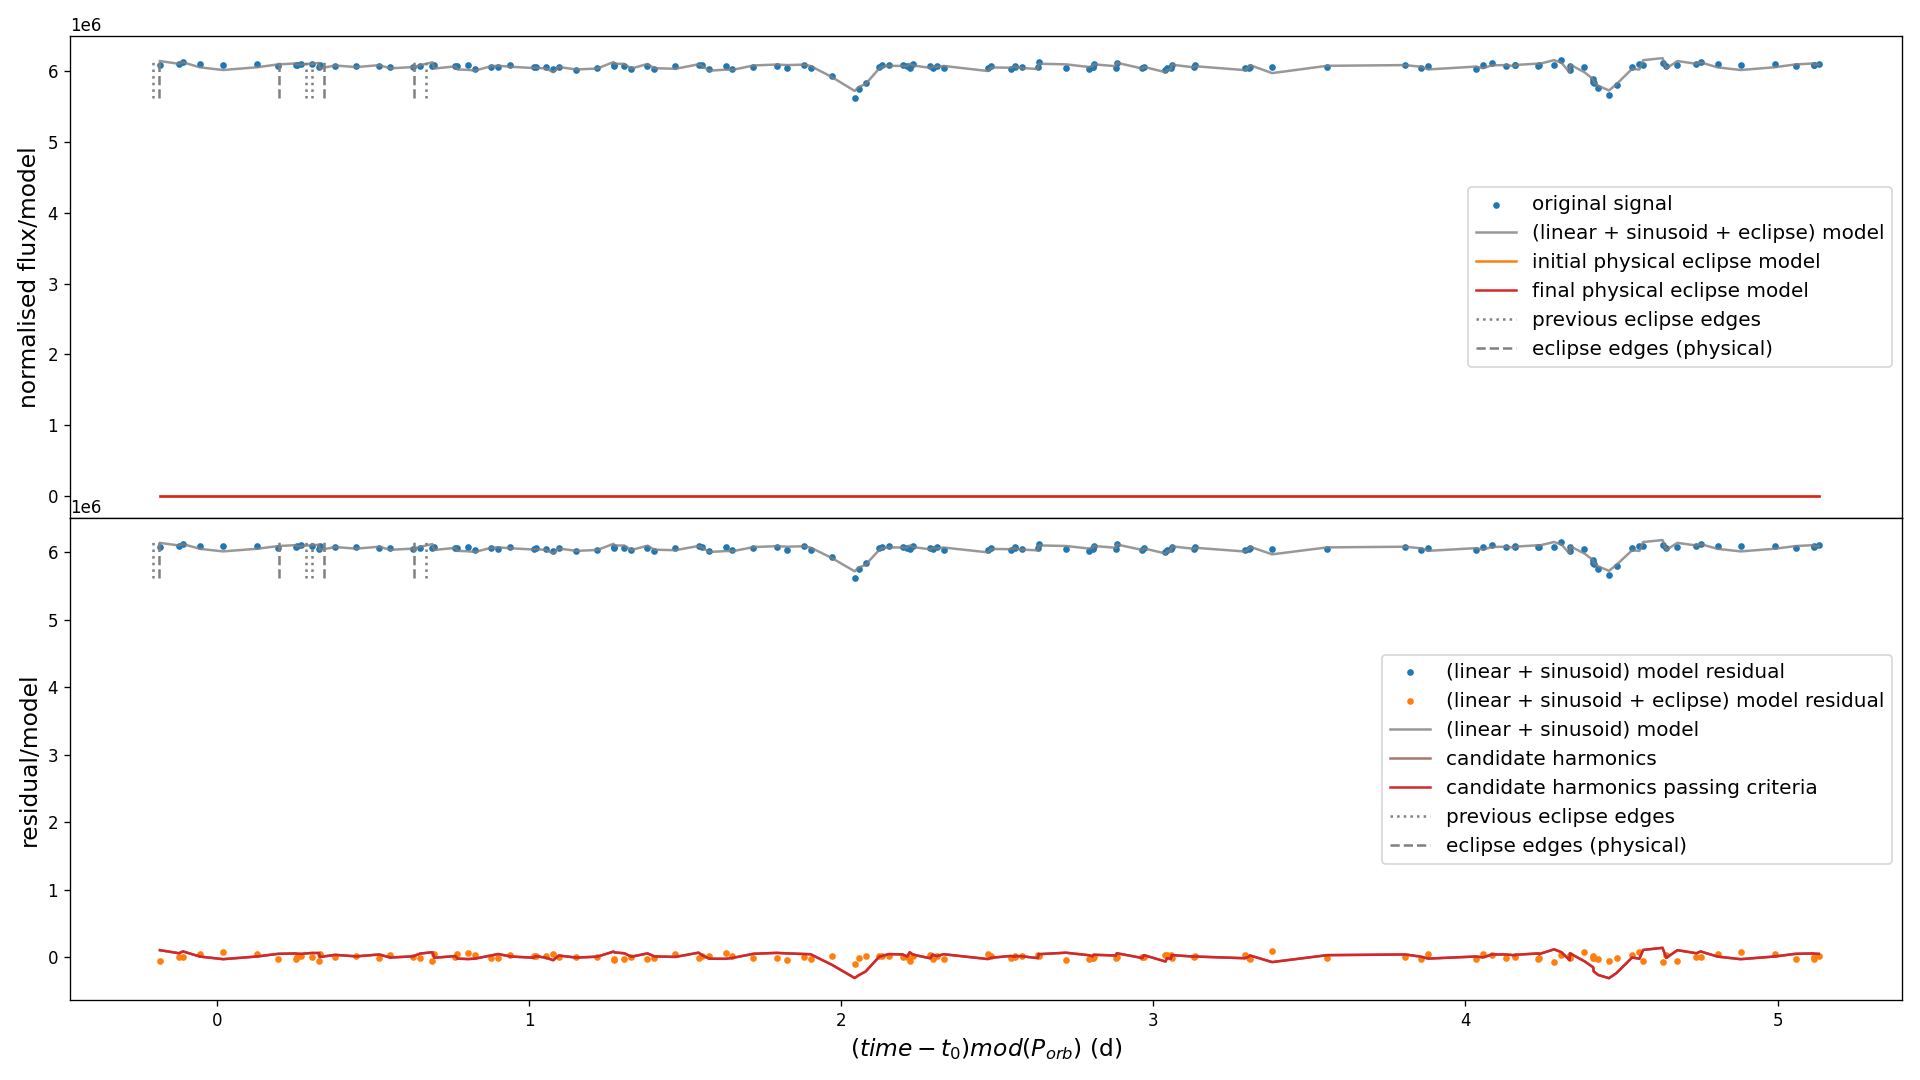 1e6
6
5
4
3
2
1
0
normalised flux/model
original signal
(linear + sinusoid + eclipse) model
initial physical eclipse model
final physical eclipse model
previous eclipse edges
eclipse edges (physical)
1e6
6
5
4
3
2
1
0
residual/model
(linear + sinusoid) model residual
(linear + sinusoid + eclipse) model residual
(linear + sinusoid) model
candidate harmonics
candidate harmonics passing criteria
previous eclipse edges
eclipse edges (physical)
0 1 2 3 4 5
(time − t0)mod(Porb) (d)